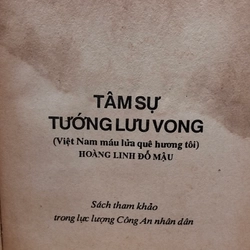 TÂM SỰ
TƯỚNG LƯU VONG
(Việt Nam máu lửa quê hương tôi)
HOÀNG LINH ĐỖ MẬU
Sách tham khảo
trong lực lượng Công An nhân dân